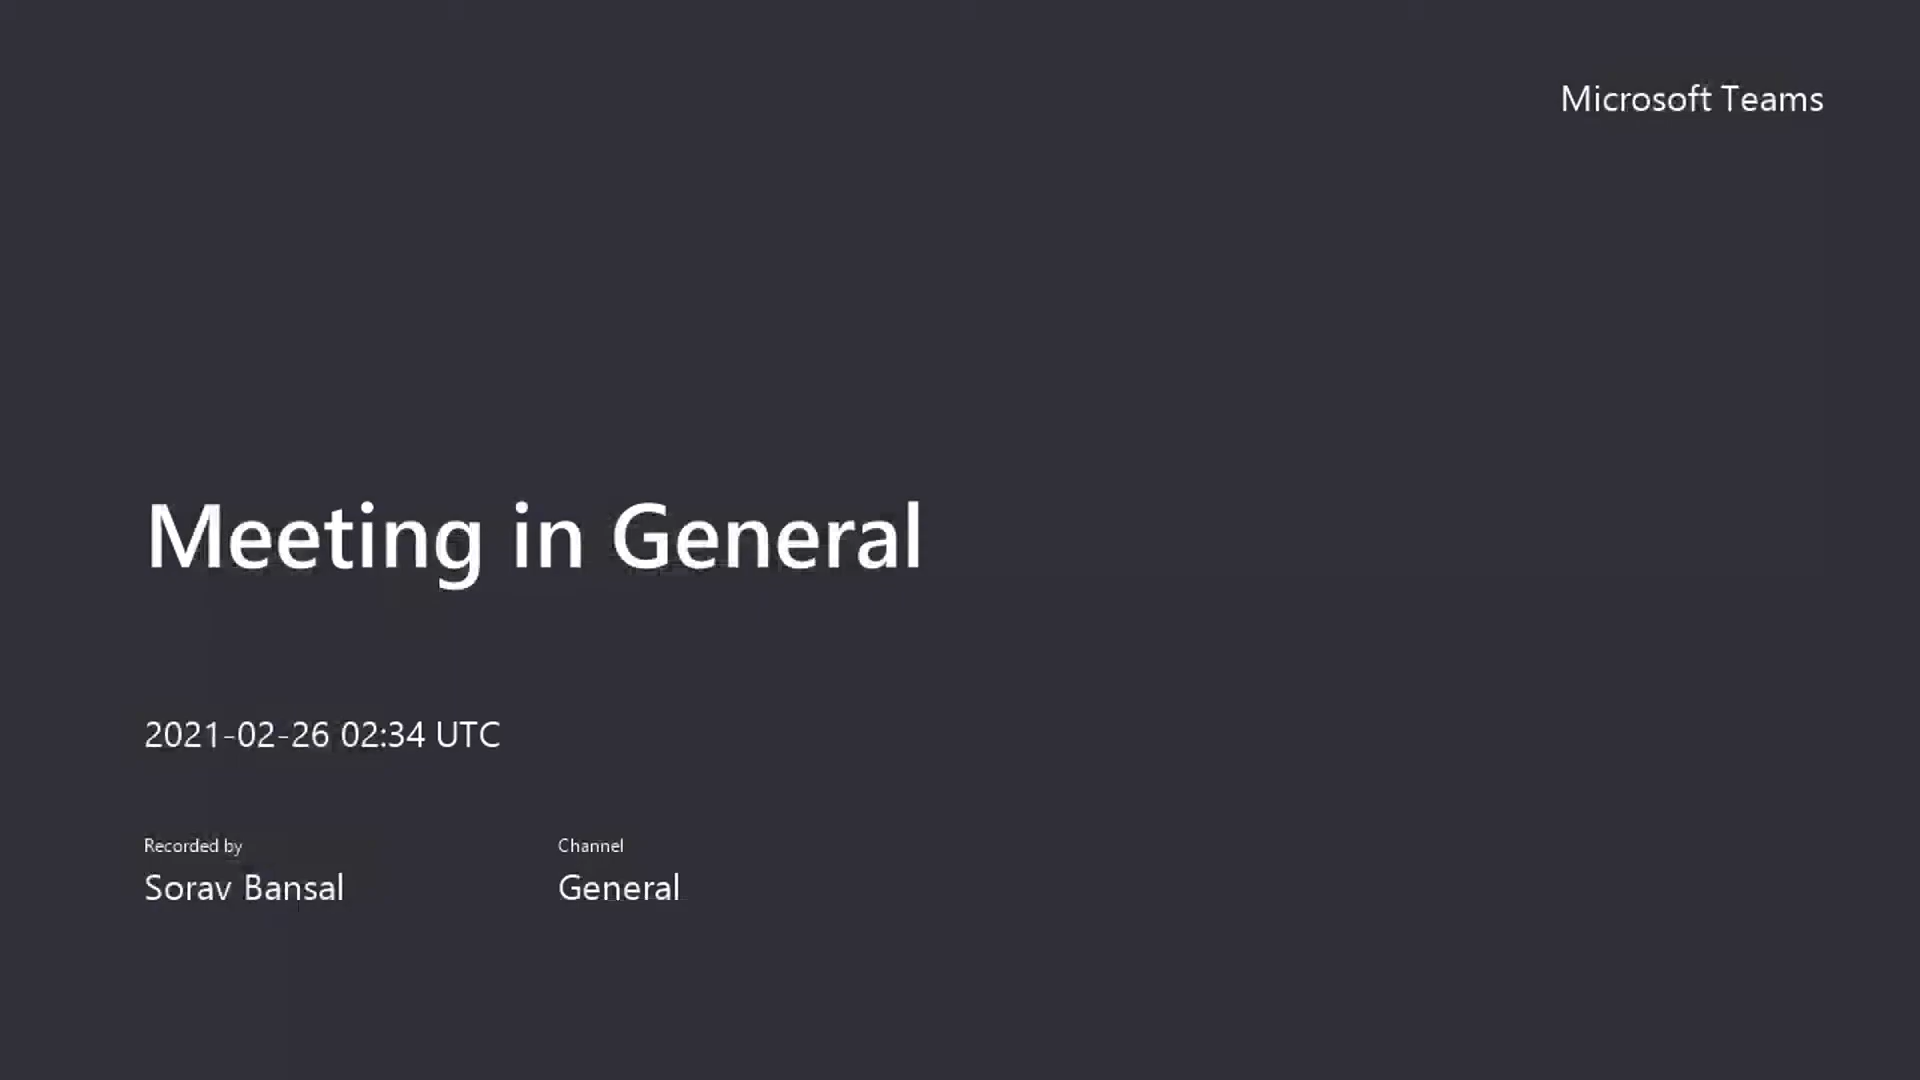 Microsoft Teams
Meeting in General
2021-02-26 02:34 UTC
Recorded by
Sorav Bansal
Channel
General